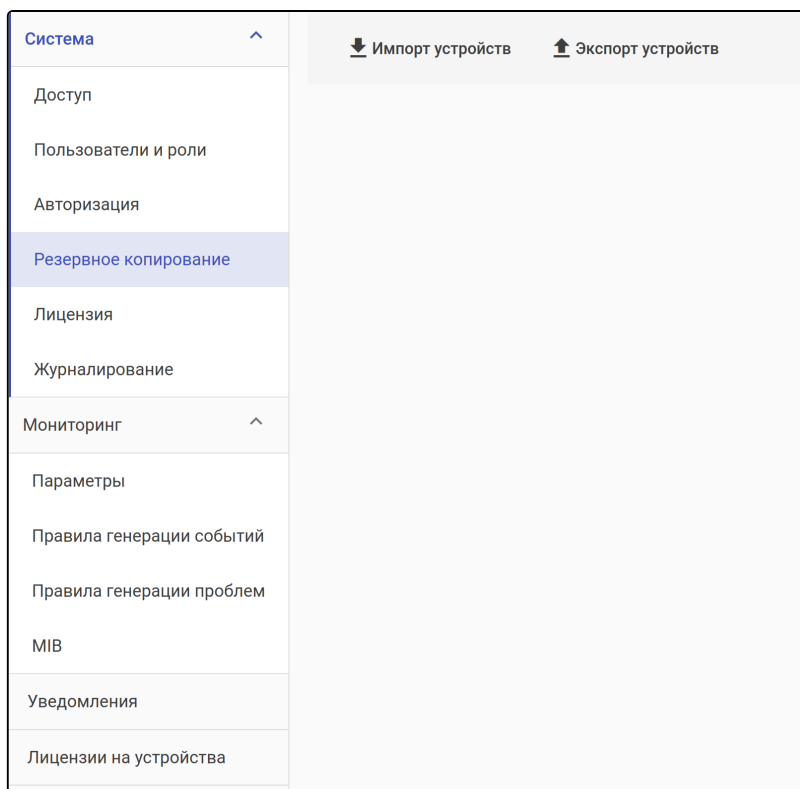 Система
Доступ
Пользователи и роли
Авторизация
Резервное копирование
Лицензия
Журналирование
Мониторинг
Параметры
Правила генерации событий
Правила генерации проблем
MIB
Уведомления
Лицензии на устройства
Импорт устройств
Экспорт устройств